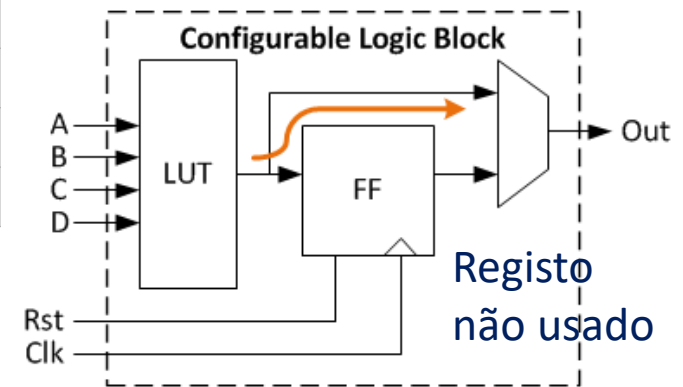 Configurable Logic Block
A
B
C
D
LUT
FF
Out
Registo
não usado
Rst
Clk